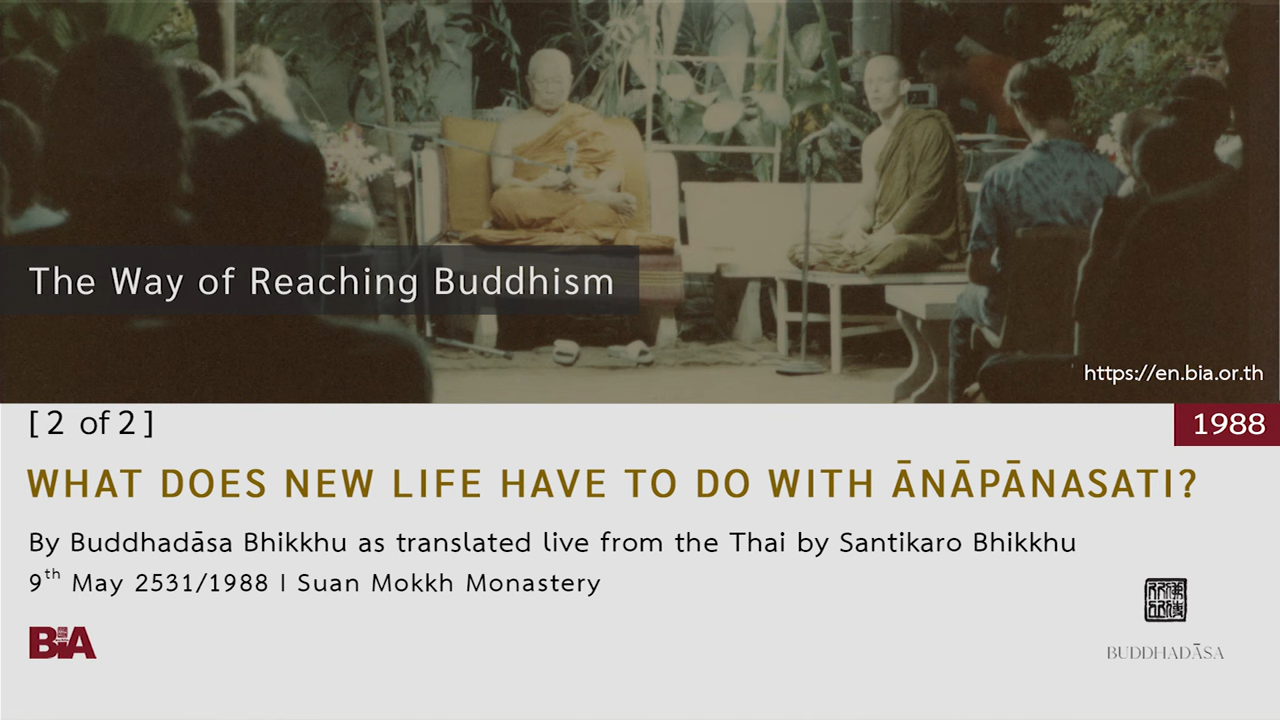 The Way of Reaching Buddhism
https://en.bia.or.th
[ 2 of 2 ]
1988
WHAT DOES NEW LIFE HAVE TO DO WITH ĀNĀPĀNASATI?
By Buddhadāsa Bhikkhu as translated live from the Thai by Santikaro Bhikkhu
9th May 2531/1988 I Suan Mokkh Monastery
BIA
BUDDHADĀSA